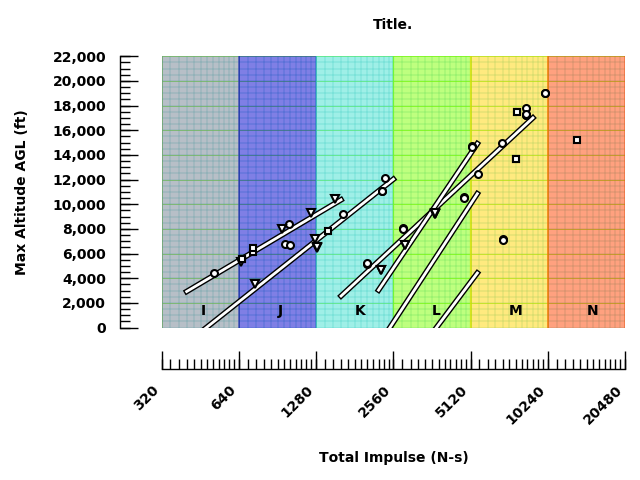 Title.
Max Altitude AGL (ft)
22,000
20,000
18,000
16,000
14,000
12,000
10,000
8,000
6,000
4,000
2,000
0
I J K L M N
320 640 1280 2560 5120 10240 20480
Total Impulse (N-s)